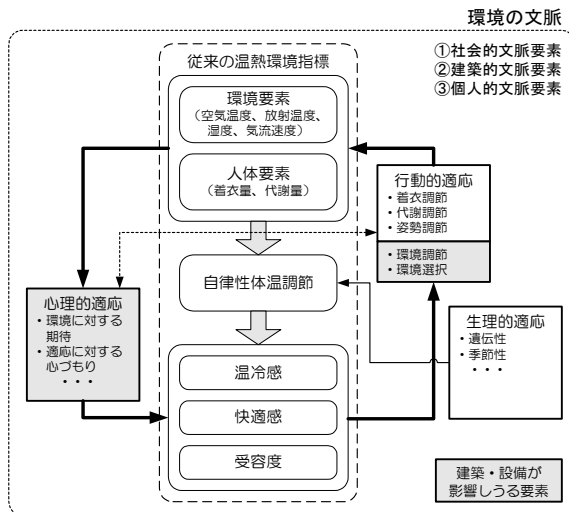 環境の文脈
①社会的文脈要素
②建築的文脈要素
③個人的文脈要素
従来の温熱環境指標
環境要素
(空気温度、放射温度、
湿度、気流速度)
人体要素
(着衣量、代謝量)
自律性体温調節
温冷感
快適感
受容度
心理的適応
・環境に対する
期待
・適応に対する
心づもり
・・・
行動的適応
・着衣調節
・代謝調節
・姿勢調節
・環境調節
・環境選択
生理的適応
・遺伝性
・季節性
・・・
建築・設備が
影響しうる要素